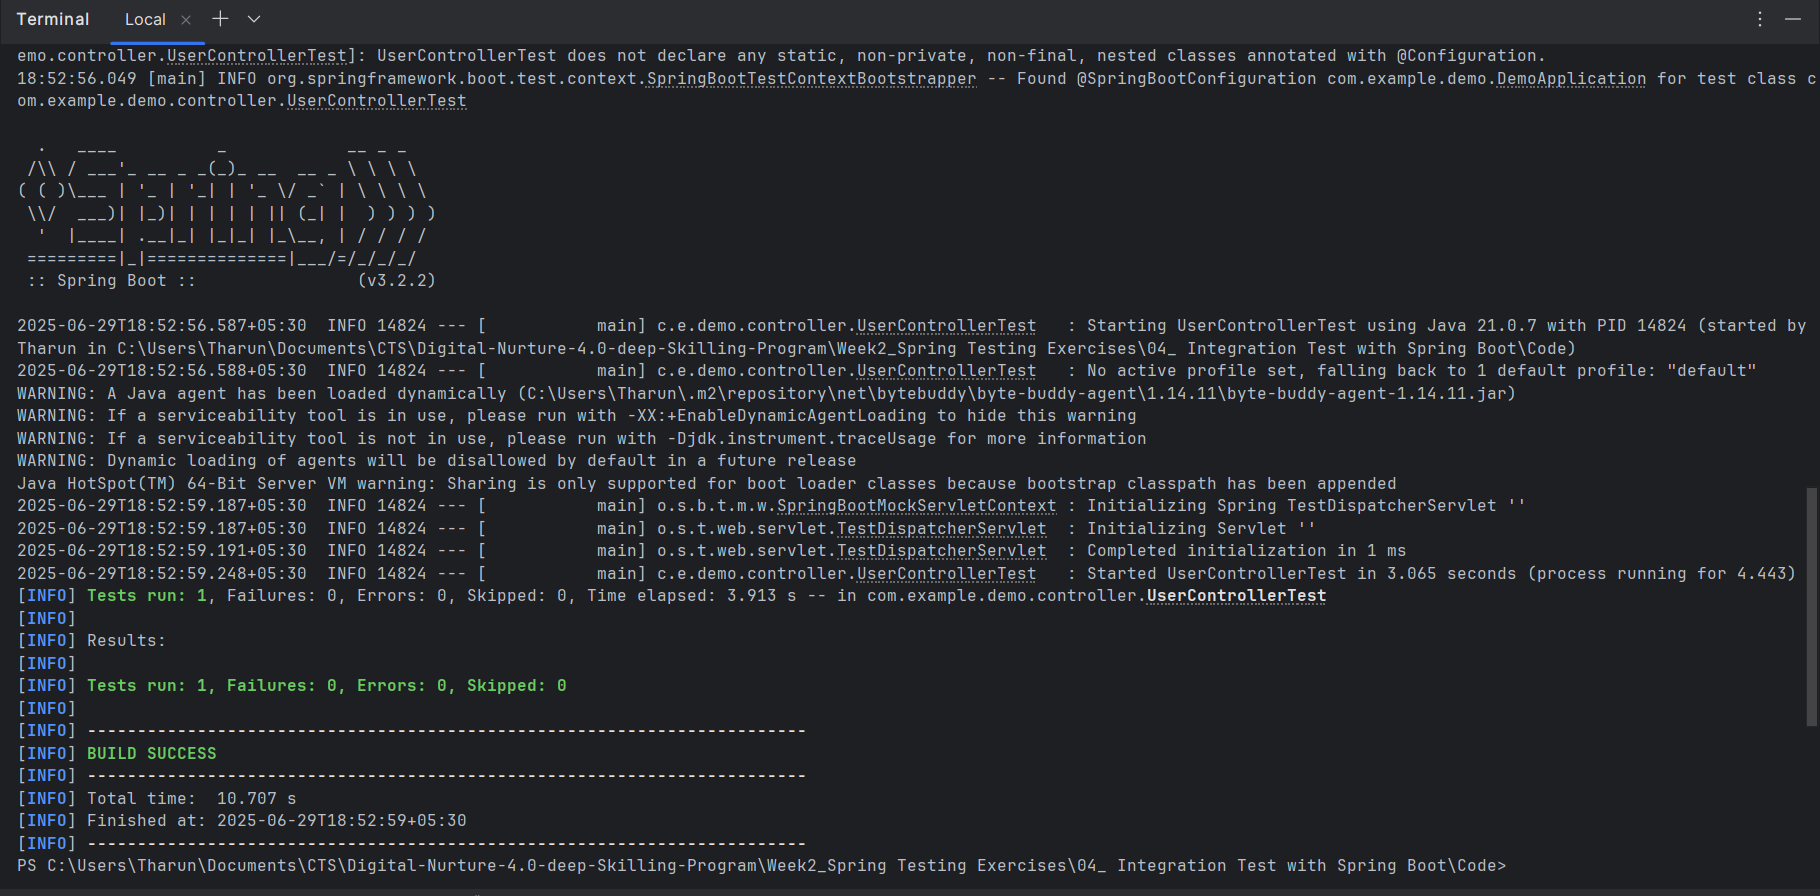 Terminal Local
emo.controller.UserControllerTest]: UserControllerTest does not declare any static, non-private, non-final, nested classes annotated with @Configuration.
18:52:56.049 [main] INFO org.springframework.boot.test.context.SpringBootTestContextBootstrapper -- Found @SpringBootConfiguration com.example.demo.DemoApplication for test class c
om.example.demo.controller.UserControllerTest
  .   ____          _            __ _ _
 /\\ / ___'_ __ _ _(_)_ __  __ _ \ \ \ \
( ( )\___ | '_ | '_| | '_ \/ _` | \ \ \ \
 \\/  ___)| |_)| | | | | || (_| |  ) ) ) )
  '  |____| .__|_| |_|_| |_\__, | / / / /
 =========|_|==============|___/=/_/_/_/
 :: Spring Boot ::                (v3.2.2)
2025-06-29T18:52:56.587+05:30  INFO 14824 --- [           main] c.e.demo.controller.UserControllerTest   : Starting UserControllerTest using Java 21.0.7 with PID 14824 (started by
Tharun in C:\Users\Tharun\Documents\CTS\Digital-Nurture-4.0-deep-Skilling-Program\Week2_Spring Testing Exercises\04_ Integration Test with Spring Boot\Code)
2025-06-29T18:52:56.588+05:30  INFO 14824 --- [           main] c.e.demo.controller.UserControllerTest   : No active profile set, falling back to 1 default profile: "default"
WARNING: A Java agent has been loaded dynamically (C:\Users\Tharun\.m2\repository\net\bytebuddy\byte-buddy-agent\1.14.11\byte-buddy-agent-1.14.11.jar)
WARNING: If a serviceability tool is in use, please run with -XX:+EnableDynamicAgentLoading to hide this warning
WARNING: If a serviceability tool is not in use, please run with -Djdk.instrument.traceUsage for more information
WARNING: Dynamic loading of agents will be disallowed by default in a future release
Java HotSpot(TM) 64-Bit Server VM warning: Sharing is only supported for boot loader classes because bootstrap classpath has been appended
2025-06-29T18:52:59.187+05:30  INFO 14824 --- [           main] o.s.b.t.m.w.SpringBootMockServletContext : Initializing Spring TestDispatcherServlet ''
2025-06-29T18:52:59.187+05:30  INFO 14824 --- [           main] o.s.t.web.servlet.TestDispatcherServlet  : Initializing Servlet ''
2025-06-29T18:52:59.191+05:30  INFO 14824 --- [           main] o.s.t.web.servlet.TestDispatcherServlet  : Completed initialization in 1 ms
2025-06-29T18:52:59.248+05:30  INFO 14824 --- [           main] c.e.demo.controller.UserControllerTest   : Started UserControllerTest in 3.065 seconds (process running for 4.443)
[INFO] Tests run: 1, Failures: 0, Errors: 0, Skipped: 0, Time elapsed: 3.913 s -- in com.example.demo.controller.UserControllerTest
[INFO]
[INFO] Results:
[INFO]
[INFO] Tests run: 1, Failures: 0, Errors: 0, Skipped: 0
[INFO]
[INFO] ------------------------------------------------------------------------
[INFO] BUILD SUCCESS
[INFO] ------------------------------------------------------------------------
[INFO] Total time:  10.707 s
[INFO] Finished at: 2025-06-29T18:52:59+05:30
[INFO] ------------------------------------------------------------------------
PS C:\Users\Tharun\Documents\CTS\Digital-Nurture-4.0-deep-Skilling-Program\Week2_Spring Testing Exercises\04_ Integration Test with Spring Boot\Code>